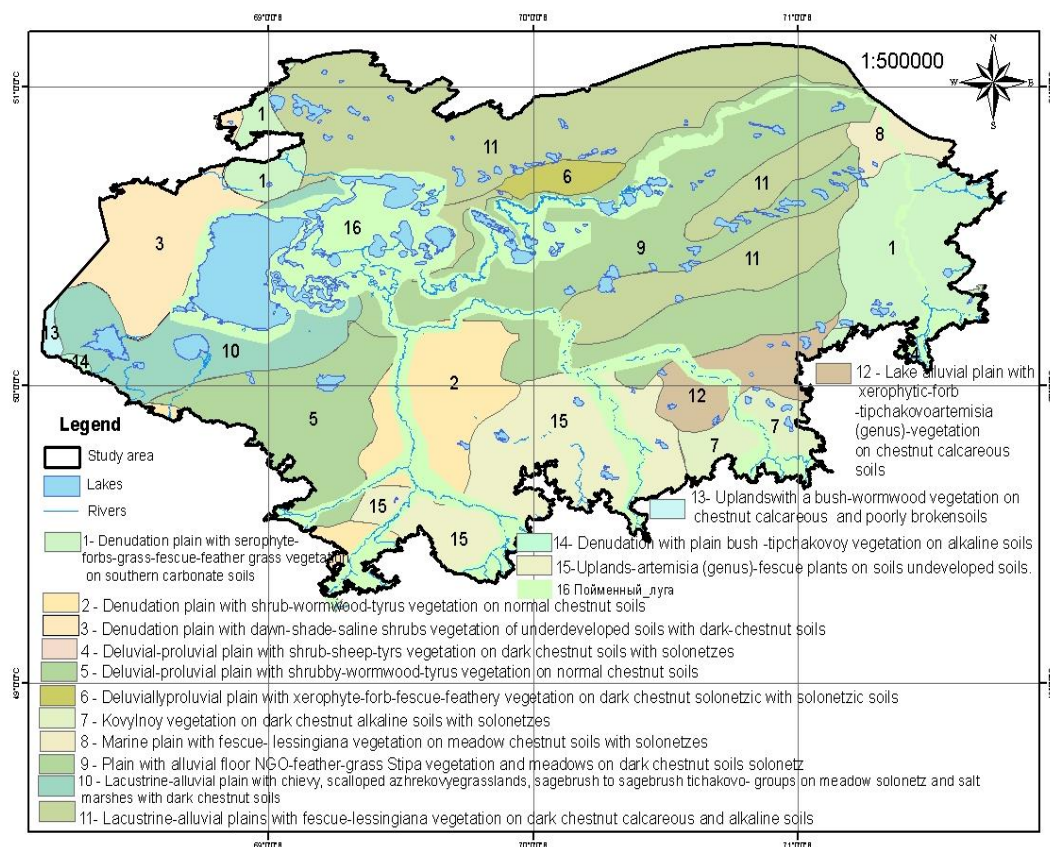 69°0'0"E 70°0'0"E 71°0'0"E
1:500000
N
W E
S
1
11
8
6
1
11
16
3
9
11
1
13
10
14
4
2
12
5
15
7
7
15
15
12 - Lake alluvial plain with
xerophytic-forb
-tipchakovoartemisia
(genus)-vegetation
on chestnut calcareous
soils
13- Uplandswith a bush-wormwood vegetation on
chestnut calcareous and poorly brokensoils
14- Denudation with plain bush -tipchakovoy vegetation on alkaline soils
15-Uplands-artemisia (genus)-fescue plants on soils undeveloped soils.
16 Пойменный_луга
Legend
Study area
Lakes
Rivers
1- Denudation plain with serophyte-
forbs-grass-fescue-feather grass vegetation
on southern carbonate soils
2 - Denudation plain with shrub-wormwood-tyrus vegetation on normal chestnut soils
3 - Denudation plain with dawn-shade-saline shrubs vegetation of underdeveloped soils with dark-chestnut soils
4 - Deluvial-proluvial plain with shrub-sheep-tyrs vegetation on dark chestnut soils with solonetzes
5 - Deluvial-proluvial plain with shrubby-wormwood-tyrus vegetation on normal chestnut soils
6 - Deluviallyproluvial plain with xerophyte-forb-fescue-feathery vegetation on dark chestnut solonetzic with solonetzic soils
7 - Kovylnoy vegetation on dark chestnut alkaline soils with solonetzes
8 - Marine plain with fescue- lessingiana vegetation on meadow chestnut soils with solonetzes
9 - Plain with alluvial floor NGO-feather-grass Stipa vegetation and meadows on dark chestnut soils solonetz
10 - Lacustrine-alluvial plain with chievy, scalloped azhrekovyegrasslands, sagebrush to sagebrush tichakovo- groups on meadow solonetz and salt
marshes with dark chestnut soils
11- Lacustrine-alluvial plains with fescue-lessingiana vegetation on dark chestnut calcareous and alkaline soils